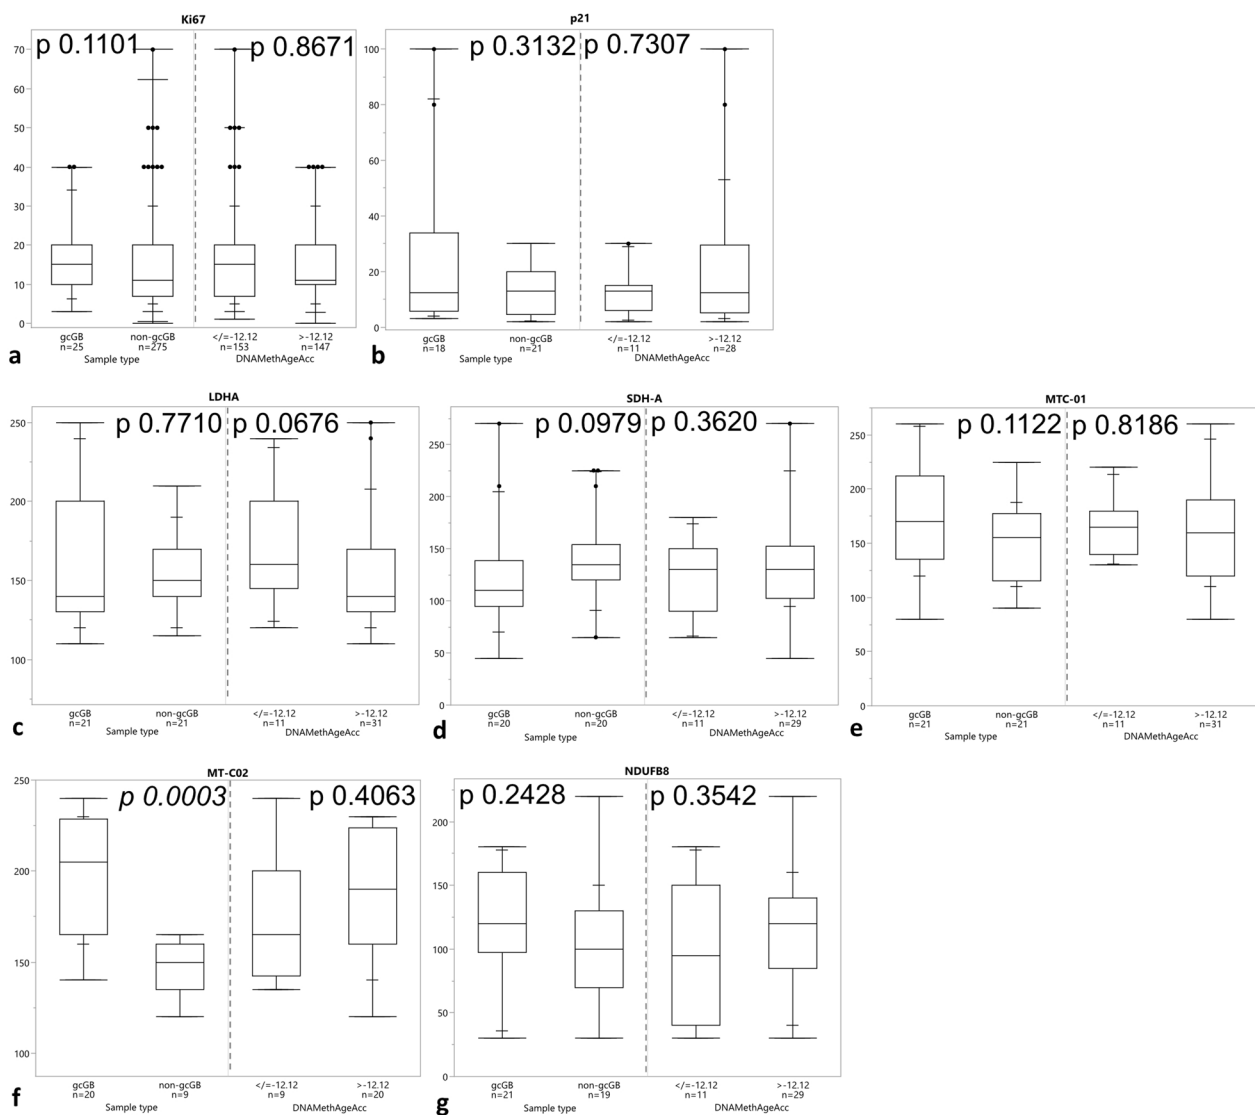 Ki67
p 0.1101
p 0.8671
70
60
50
40
30
20
10
0
gcGB
n=25
non-gcGB
n=275
</=-12.12
n=153
>-12.12
n=147
Sample type
DNAMethAgeAcc
a
p21
p 0.3132
p 0.7307
100
80
60
40
20
0
gcGB
n=18
non-gcGB
n=21
</=-12.12
n=11
>-12.12
n=28
Sample type
DNAMethAgeAcc
b
LDHA
p 0.7710
p 0.0676
250
200
150
100
gcGB
n=21
non-gcGB
n=21
</=-12.12
n=11
>-12.12
n=31
Sample type
DNAMethAgeAcc
c
SDH-A
p 0.0979
p 0.3620
250
200
150
100
50
0
gcGB
n=20
non-gcGB
n=20
</=-12.12
n=11
>-12.12
n=29
Sample type
DNAMethAgeAcc
d
MTC-01
p 0.1122
p 0.8186
250
200
150
100
50
0
gcGB
n=21
non-gcGB
n=21
</=-12.12
n=11
>-12.12
n=31
Sample type
DNAMethAgeAcc
e
MT-C02
p 0.0003
p 0.4063
250
200
150
100
gcGB
n=20
non-gcGB
n=9
</=-12.12
n=9
>-12.12
n=20
Sample type
DNAMethAgeAcc
f
NDUFB8
p 0.2428
p 0.3542
200
150
100
50
0
gcGB
n=21
non-gcGB
n=19
</=-12.12
n=11
>-12.12
n=29
Sample type
DNAMethAgeAcc
g